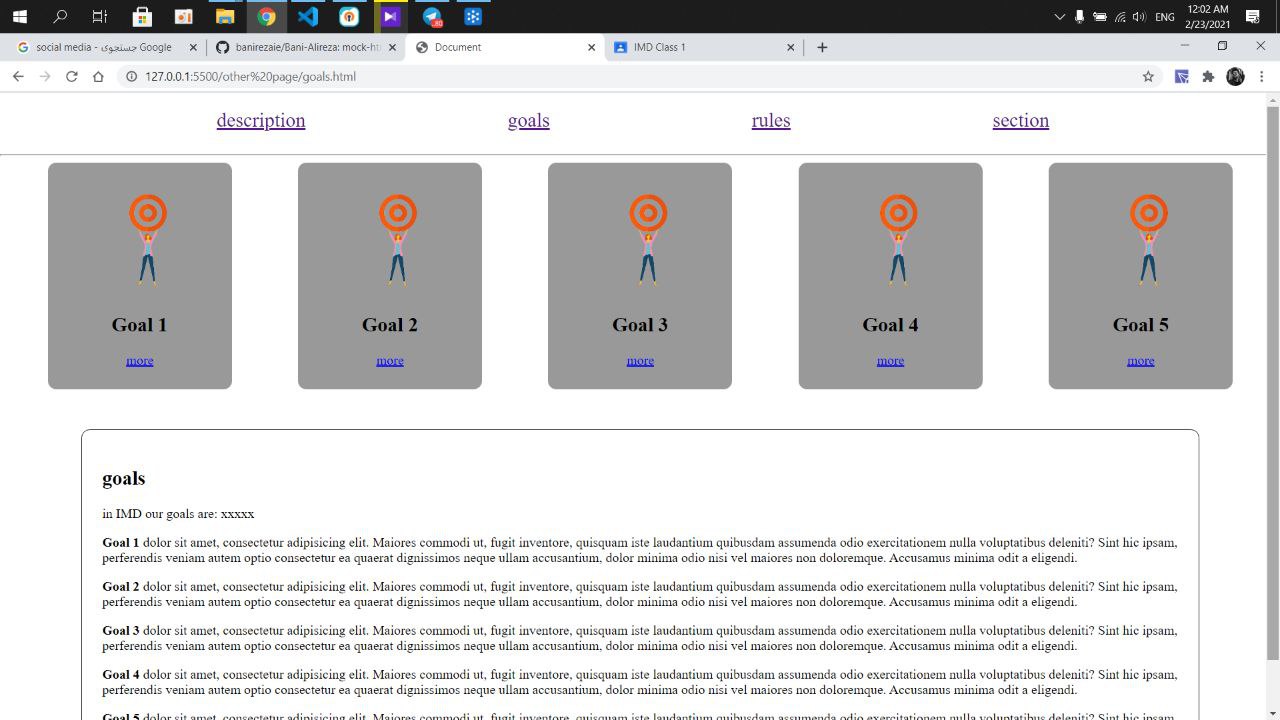 12:02 AM
ENG
2/23/2021
80
social media - جستجوی Google
banirezaie/Bani-Alireza: mock-ht
Document
IMD Class 1
127.0.0.1:5500/other%20page/goals.html
description goals rules section
Goal 1 Goal 2 Goal 3 Goal 4 Goal 5
more more more more more
goals
in IMD our goals are: xxxxx
Goal 1 dolor sit amet, consectetur adipisicing elit. Maiores commodi ut, fugit inventore, quisquam iste laudantium quibusdam assumenda odio exercitationem nulla voluptatibus deleniti? Sint hic ipsam,
perferendis veniam autem optio consectetur ea quaerat dignissimos neque ullam accusantium, dolor minima odio nisi vel maiores non doloremque. Accusamus minima odit a eligendi.
Goal 2 dolor sit amet, consectetur adipisicing elit. Maiores commodi ut, fugit inventore, quisquam iste laudantium quibusdam assumenda odio exercitationem nulla voluptatibus deleniti? Sint hic ipsam,
perferendis veniam autem optio consectetur ea quaerat dignissimos neque ullam accusantium, dolor minima odio nisi vel maiores non doloremque. Accusamus minima odit a eligendi.
Goal 3 dolor sit amet, consectetur adipisicing elit. Maiores commodi ut, fugit inventore, quisquam iste laudantium quibusdam assumenda odio exercitationem nulla voluptatibus deleniti? Sint hic ipsam,
perferendis veniam autem optio consectetur ea quaerat dignissimos neque ullam accusantium, dolor minima odio nisi vel maiores non doloremque. Accusamus minima odit a eligendi.
Goal 4 dolor sit amet, consectetur adipisicing elit. Maiores commodi ut, fugit inventore, quisquam iste laudantium quibusdam assumenda odio exercitationem nulla voluptatibus deleniti? Sint hic ipsam,
perferendis veniam autem optio consectetur ea quaerat dignissimos neque ullam accusantium, dolor minima odio nisi vel maiores non doloremque. Accusamus minima odit a eligendi.
Goal 5 dolor sit amet, consectetur adipisicing elit. Maiores commodi ut, fugit inventore, quisquam iste laudantium quibusdam assumenda odio exercitationem nulla voluptatibus deleniti? Sint hic ipsam,